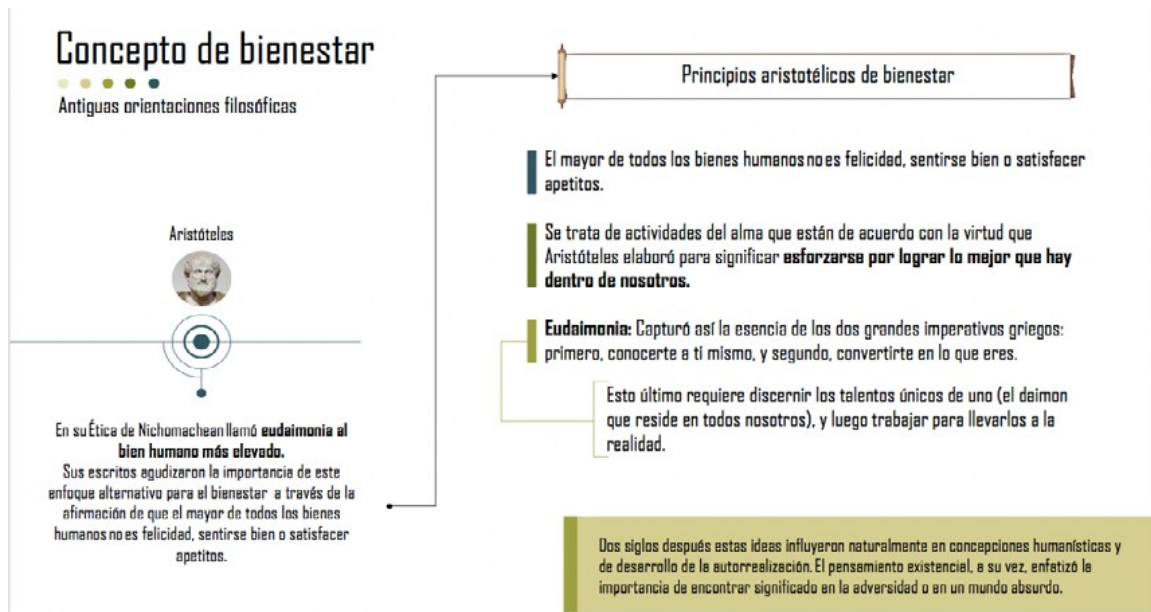 Concepto de bienestar
Antiguas orientaciones filosóficas
Aristóteles
En su Ética de Nichomachean llamó eudaimonia al
bien humano más elevado.
Sus escritos agudizaron la importancia de este
enfoque alternativo para el bienestar a través de la
afirmación de que el mayor de todos los bienes
humanos no es felicidad, sentirse bien o satisfacer
apetitos.
Principios aristotélicos de bienestar
El mayor de todos los bienes humanos no es felicidad, sentirse bien o satisfacer
apetitos.
Se trata de actividades del alma que están de acuerdo con la virtud que
Aristóteles elaboró para significar esforzarse por lograr lo mejor que hay
dentro de nosotros.
Eudaimonia: Capturó así la esencia de los dos grandes imperativos griegos:
primero, conocerte a ti mismo, y segundo, convertirte en lo que eres.
Esto último requiere discernir los talentos únicos de uno (el daimon
que reside en todos nosotros), y luego trabajar para llevarlos a la
realidad.
Dos siglos después estas ideas influyeron naturalmente en concepciones humanísticas y
de desarrollo de la autorrealización. El pensamiento existencial, a su vez, enfatizó la
importancia de encontrar significado en la adversidad o en un mundo absurdo.